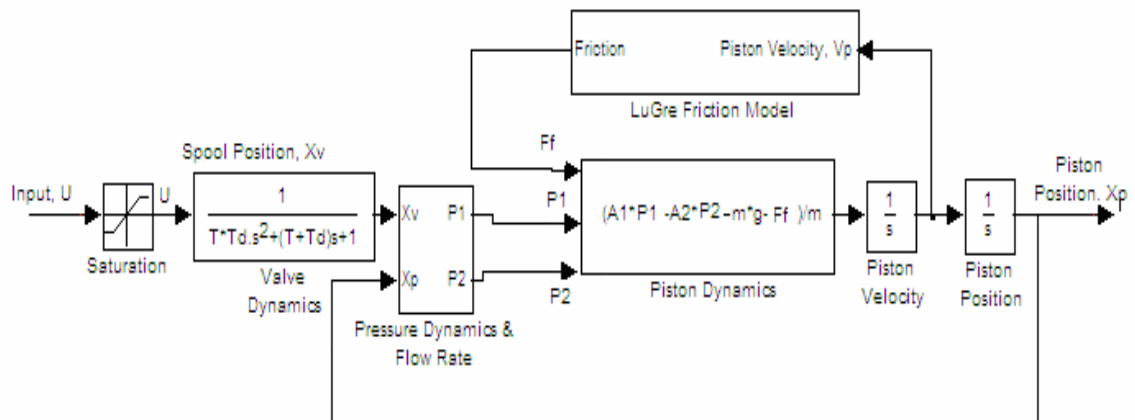 Friction
Piston Velocity, Vp
LuGre Friction Model
Spool Position, Xv
Ff
Piston
Position. Xp
Input, U
U
1
T*Td.s2+(T+Td)s+1
Xv
P1
Xp
P2
P1
P2
(A1*P1 -A2*P2 -m*g- Ff )/m
1
s
1
s
Saturation
Valve
Dynamics
Pressure Dynamics &
Flow Rate
Piston Dynamics
Piston
Velocity
Piston
Position